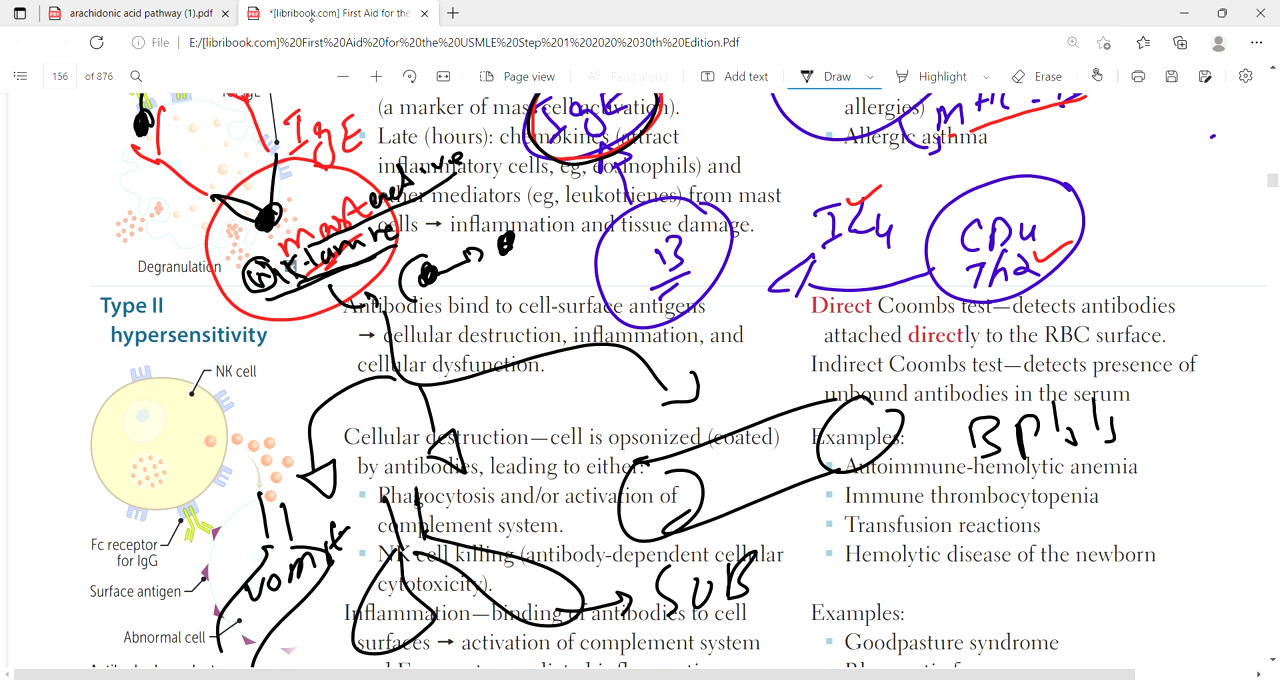 arachidonic acid pathway (1).pdf
*[libribook.com] First Aid for the
File
E:/[libribook.com]%20First%20Aid%20for%20the%20USMLE%20Step%201%202020%2030th%20Edition.Pdf
156 of 876
Page view
Read aloud
Add text
Draw
Highlight
Erase
(a marker of mast cell activation).
Late (hours): chemokines (attract
inflammatory cells, eg, eosinophils) and
other mediators (eg, leukotrienes) from mast
cells → inflammation and tissue damage.
allergies)
Allergic asthma
IgE
IgE
mast
13
IL4
CD4
Th2
Degranulation
Type II
hypersensitivity
NK cell
Fc receptor
for IgG
Surface antigen
Abnormal cell
Antibodies bind to cell-surface antigens
→ cellular destruction, inflammation, and
cellular dysfunction.
Cellular destruction—cell is opsonized (coated)
by antibodies, leading to either:
Phagocytosis and/or activation of
complement system.
NK cell killing (antibody-dependent cellular
cytotoxicity).
Inflammation—binding of antibodies to cell
surfaces → activation of complement system
Direct Coombs test—detects antibodies
attached directly to the RBC surface.
Indirect Coombs test—detects presence of
unbound antibodies in the serum
Examples:
Autoimmune-hemolytic anemia
Immune thrombocytopenia
Transfusion reactions
Hemolytic disease of the newborn
Examples:
Goodpasture syndrome
SUB